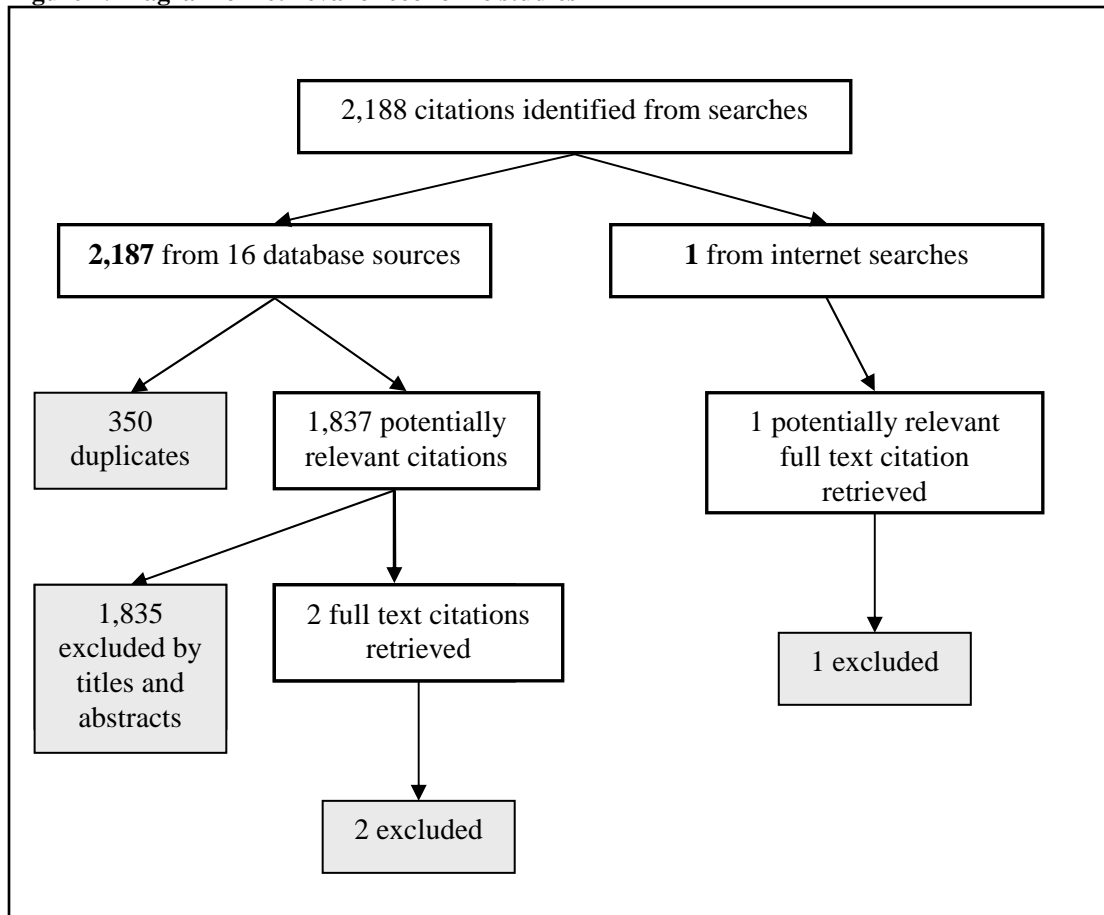 2,188 citations identified from searches
2,187 from 16 database sources
1 from internet searches
350
duplicates
1,837 potentially
relevant citations
1 potentially relevant
full text citation
retrieved
1,835
excluded by
titles and
abstracts
2 full text citations
retrieved
1 excluded
2 excluded